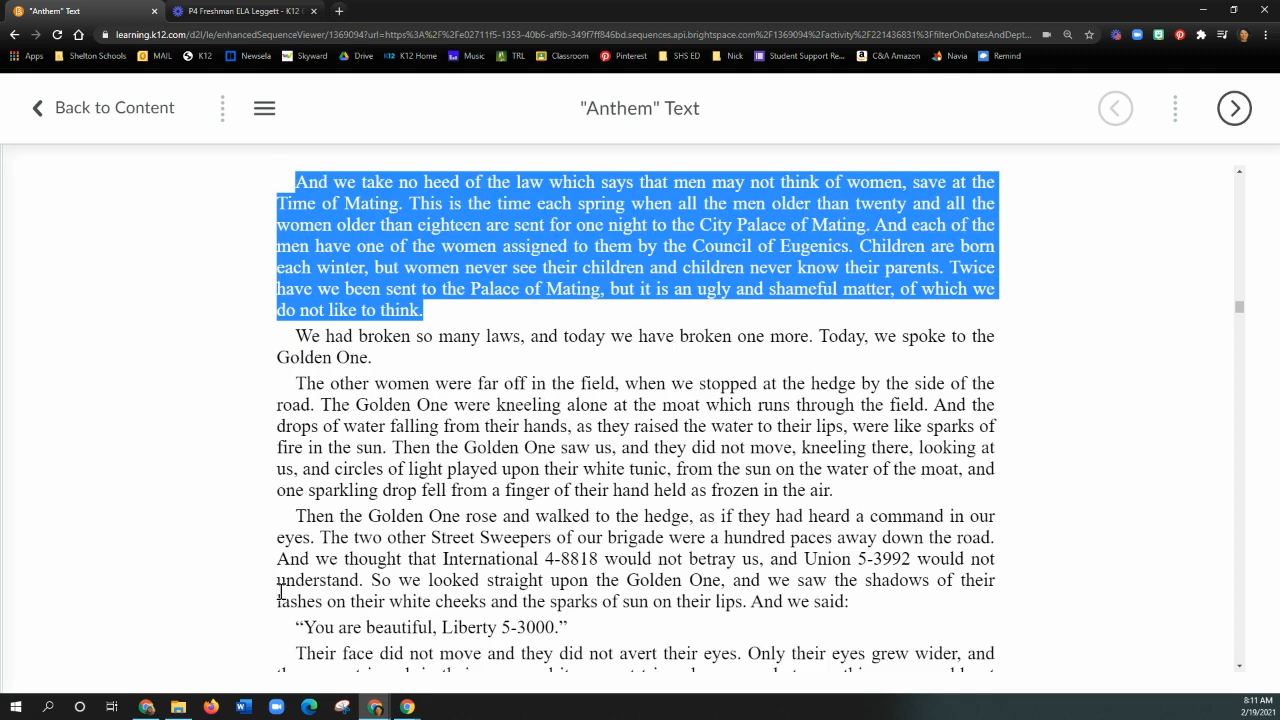 "Anthem" Text
P4 Freshman ELA Leggett - K12
learning.k12.com/d2l/le/enhancedSequenceViewer/1369094?url=https%3A%2F%2Fe02711f5-1353-40b6-af9b-349f7ff846bd.sequences.api.brightspace.com%2F1369094%2Factivity%2F221436831%3FfilterOnDatesAndDept...
Apps Shelton Schools MAIL K12 Newsela Skyward Drive K12 Home Music TRL Classroom Pinterest SHS ED Nick Student Support Re... C&A Amazon Navia Remind
Back to Content
"Anthem" Text
And we take no heed of the law which says that men may not think of women, save at the
Time of Mating. This is the time each spring when all the men older than twenty and all the
women older than eighteen are sent for one night to the City Palace of Mating. And each of the
men have one of the women assigned to them by the Council of Eugenics. Children are born
each winter, but women never see their children and children never know their parents. Twice
have we been sent to the Palace of Mating, but it is an ugly and shameful matter, of which we
do not like to think.
We had broken so many laws, and today we have broken one more. Today, we spoke to the
Golden One.
The other women were far off in the field, when we stopped at the hedge by the side of the
road. The Golden One were kneeling alone at the moat which runs through the field. And the
drops of water falling from their hands, as they raised the water to their lips, were like sparks of
fire in the sun. Then the Golden One saw us, and they did not move, kneeling there, looking at
us, and circles of light played upon their white tunic, from the sun on the water of the moat, and
one sparkling drop fell from a finger of their hand held as frozen in the air.
Then the Golden One rose and walked to the hedge, as if they had heard a command in our
eyes. The two other Street Sweepers of our brigade were a hundred paces away down the road.
And we thought that International 4-8818 would not betray us, and Union 5-3992 would not
understand. So we looked straight upon the Golden One, and we saw the shadows of their
lashes on their white cheeks and the sparks of sun on their lips. And we said:
“You are beautiful, Liberty 5-3000.”
Their face did not move and they did not avert their eyes. Only their eyes grew wider, and
8:11 AM
2/19/2021